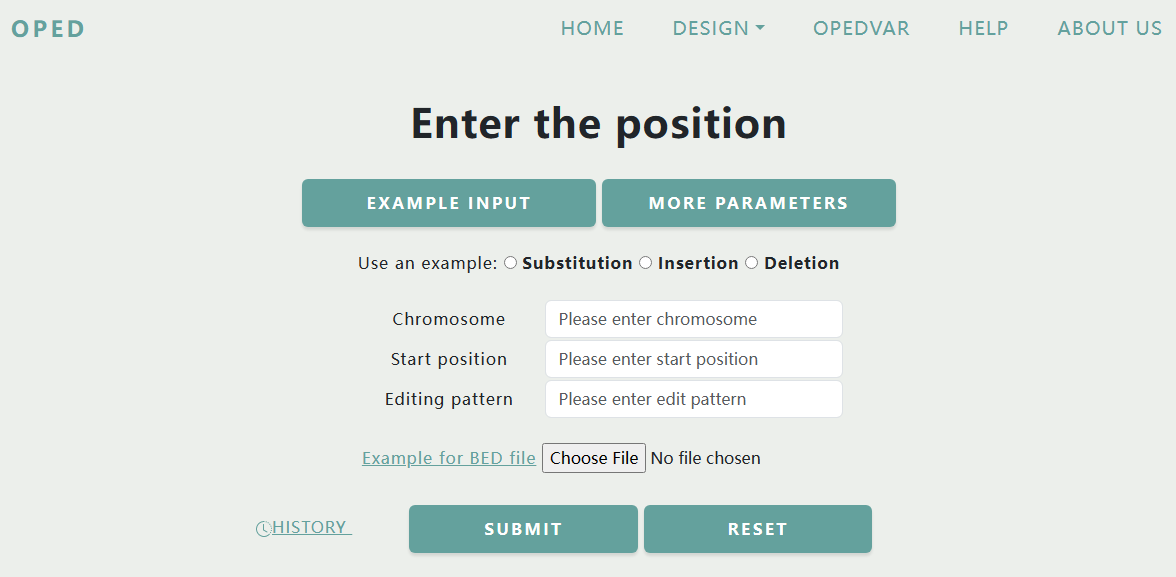 OPED HOME DESIGN OPEDVAR HELP ABOUT US
Enter the position
EXAMPLE INPUT MORE PARAMETERS
Use an example: Substitution Insertion Deletion
Chromosome Please enter chromosome
Start position Please enter start position
Editing pattern Please enter edit pattern
Example for BED file Choose File No file chosen
HISTORY SUBMIT RESET